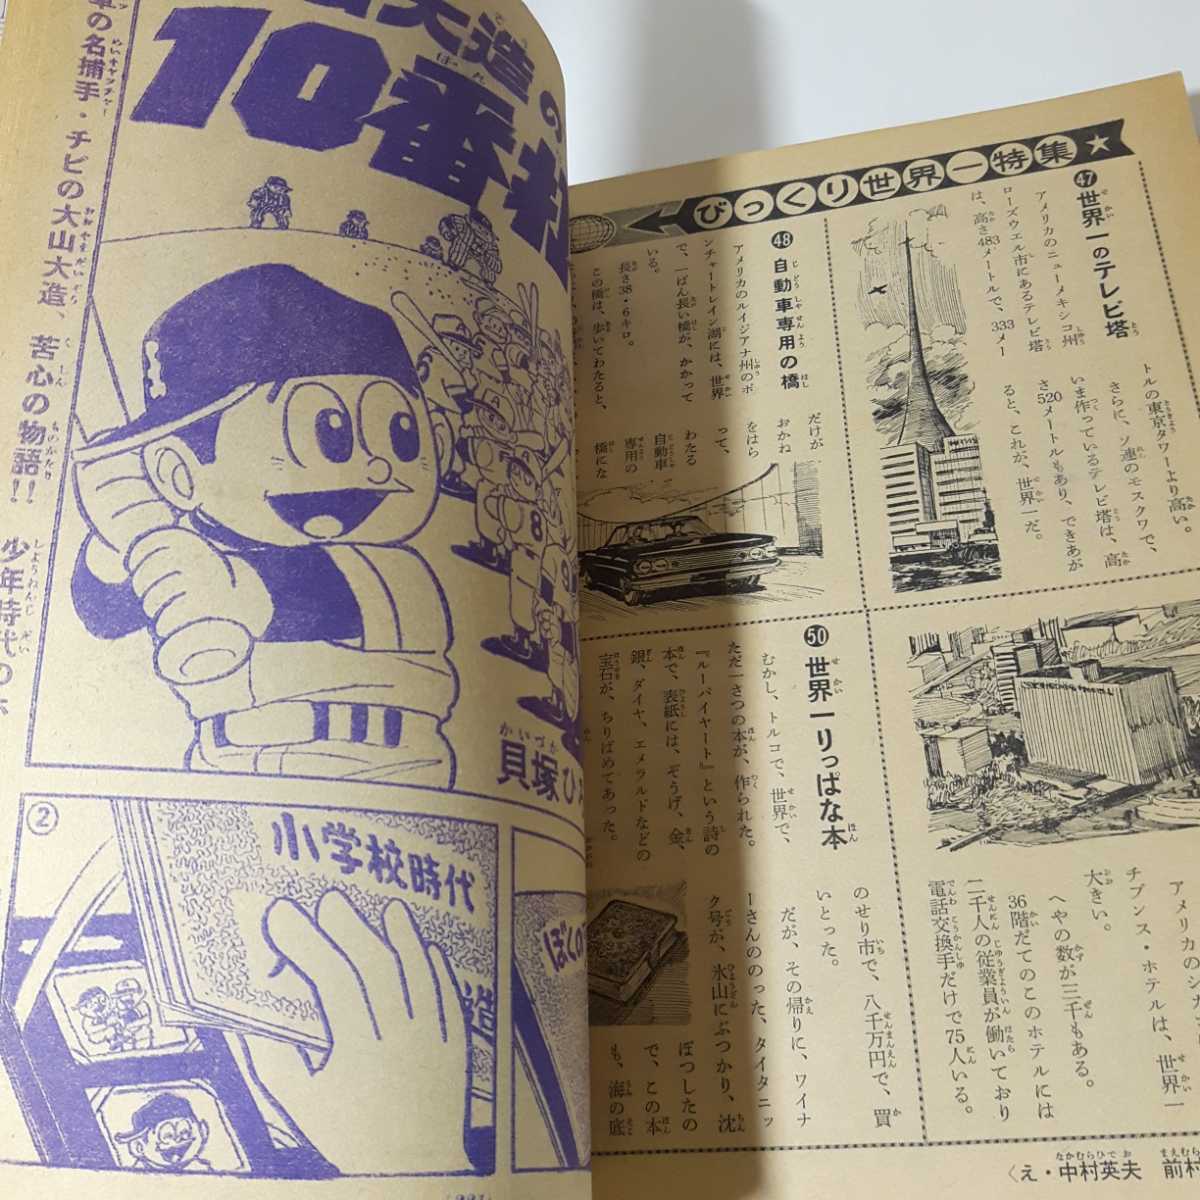 びっくり世界一特集
㊼世界一のテレビ塔
アメリカのニューメキシコ州
ローズウエル市にあるテレビ塔
は、高さ483メートルで、333メー
トルの東京タワーより高い。
さらに、ソ連のモスクワで、
いま作っているテレビ塔は、高
さ520メートルもあり、できあが
ると、これが、世界一だ。
㊽自動車専用の橋
アメリカのルイジアナ州のポ
ンチャートレイン湖には、世界
で、一ばん長い橋が、かかって
いる。
長さ38・6キロ。
この橋は、歩いてわたると、
だけが
おかね
をはら
って、
わたる
自動車
専用の
橋にな
アメリカのシ
チブンス・ホテルは、世界一
大きい。
へやの数が三千もある。
36階だてのこのホテルには
二千人の従業員が働いており
電話交換手だけで75人いる。
㊿世界一りっぱな本
むかし、トルコで、世界で、
ただ一さつの本が、作られた。
『ルーバイヤート』という詩の
本で、表紙には、ぞうげ、金、
銀、ダイヤ、エメラルドなどの
宝石が、ちりばめてあった。
のせり市で、八千万円で、買
いとった。
だが、その帰りに、ワイナ
ーさんののった、タイタニッ
ク号が、氷山にぶつかり、沈
ぼつしたの
で、この本
も、海の底
〈え・中村英夫 前村
大造の
10番
の名捕手・チビの大山大造、苦心の物語!!
少年時代の
貝塚ひ
②
小学校時代
ぼくの
造